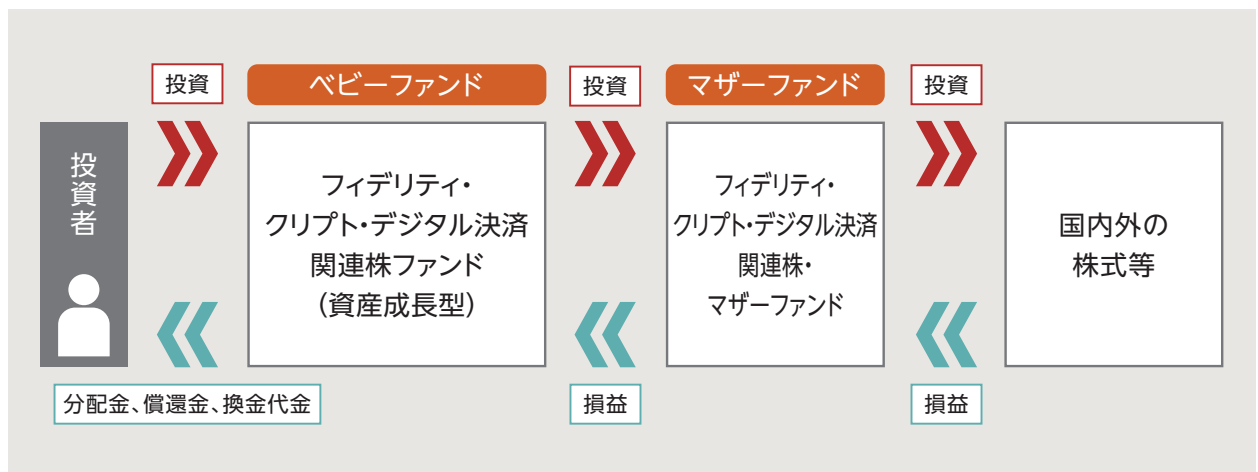 投資
ベビーファンド
投資
マザーファンド
投資
投資者
フィデリティ・
クリプト・デジタル決済
関連株ファンド
(資産成長型)
フィデリティ・
クリプト・デジタル決済
関連株・
マザーファンド
国内外の
株式等
分配金、償還金、換金代金
損益
損益